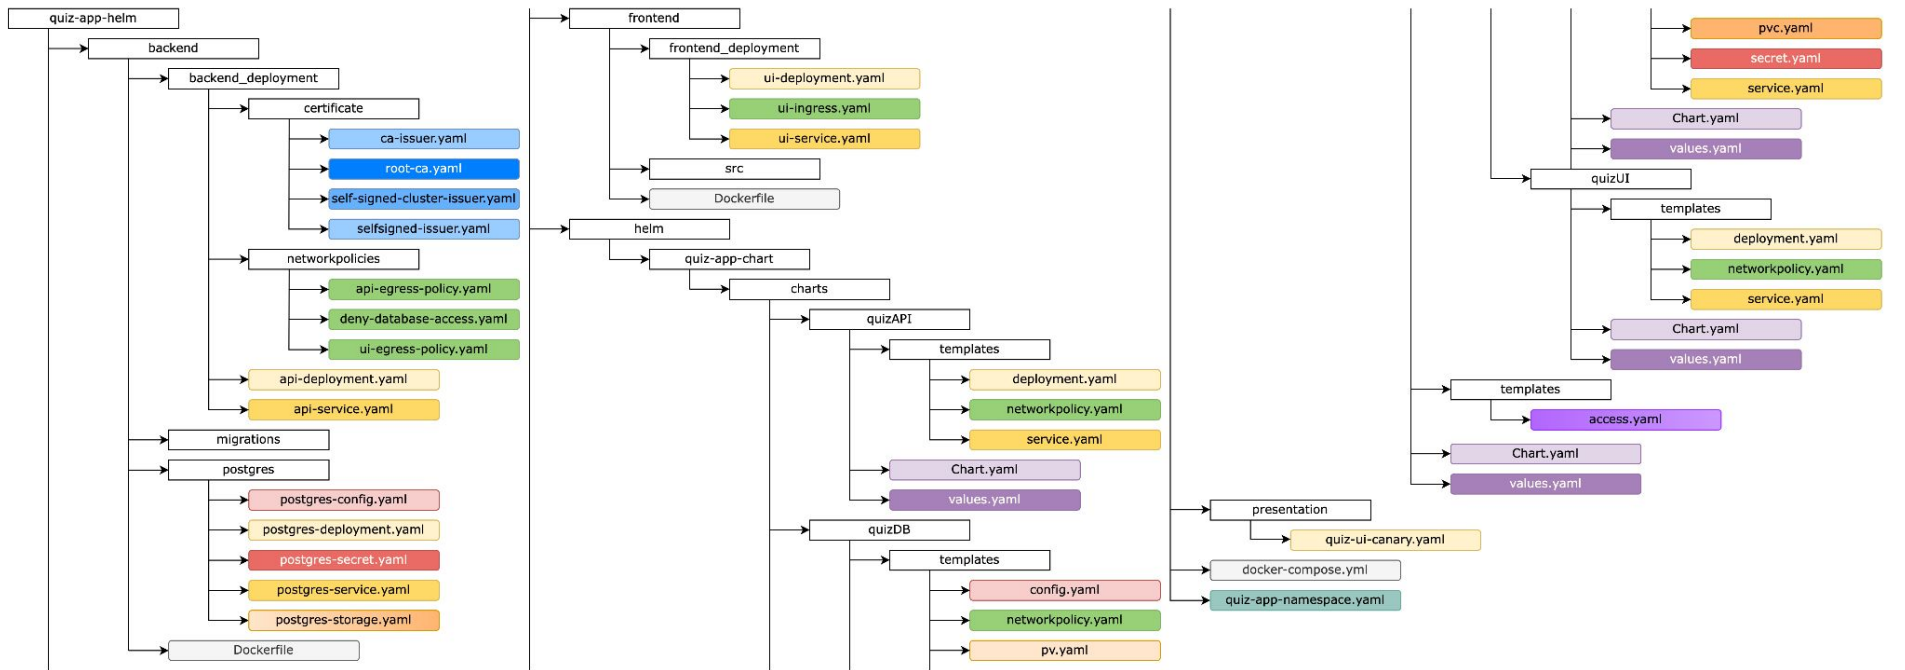 quiz-app-helm
backend
backend_deployment
certificate
ca-issuer.yaml
root-ca.yaml
self-signed-cluster-issuer.yaml
selfsigned-issuer.yaml
networkpolicies
api-egress-policy.yaml
deny-database-access.yaml
ui-egress-policy.yaml
api-deployment.yaml
api-service.yaml
migrations
postgres
postgres-config.yaml
postgres-deployment.yaml
postgres-secret.yaml
postgres-service.yaml
postgres-storage.yaml
Dockerfile
frontend
frontend_deployment
ui-deployment.yaml
ui-ingress.yaml
ui-service.yaml
src
Dockerfile
helm
quiz-app-chart
charts
quizAPI
templates
deployment.yaml
networkpolicy.yaml
service.yaml
Chart.yaml
values.yaml
quizDB
templates
config.yaml
networkpolicy.yaml
pv.yaml
pvc.yaml
secret.yaml
service.yaml
Chart.yaml
values.yaml
quizUI
templates
deployment.yaml
networkpolicy.yaml
service.yaml
Chart.yaml
values.yaml
templates
access.yaml
Chart.yaml
values.yaml
presentation
quiz-ui-canary.yaml
docker-compose.yml
quiz-app-namespace.yaml